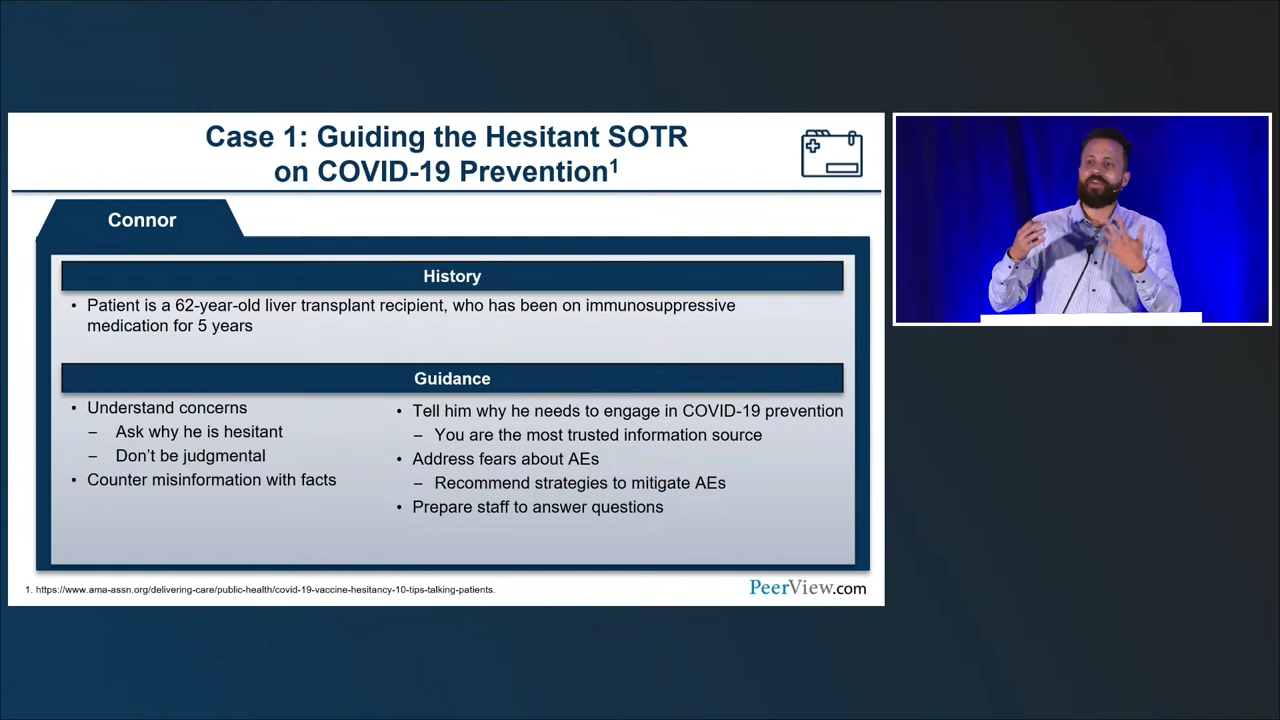 Case 1: Guiding the Hesitant SOTR
on COVID-19 Prevention1
Connor
History
• Patient is a 62-year-old liver transplant recipient, who has been on immunosuppressive
medication for 5 years
Guidance
• Understand concerns
– Ask why he is hesitant
– Don't be judgmental
• Counter misinformation with facts
• Tell him why he needs to engage in COVID-19 prevention
– You are the most trusted information source
• Address fears about AEs
– Recommend strategies to mitigate AEs
• Prepare staff to answer questions
1. https://www.ama-assn.org/delivering-care/public-health/covid-19-vaccine-hesitancy-10-tips-talking-patients.
PeerView.com